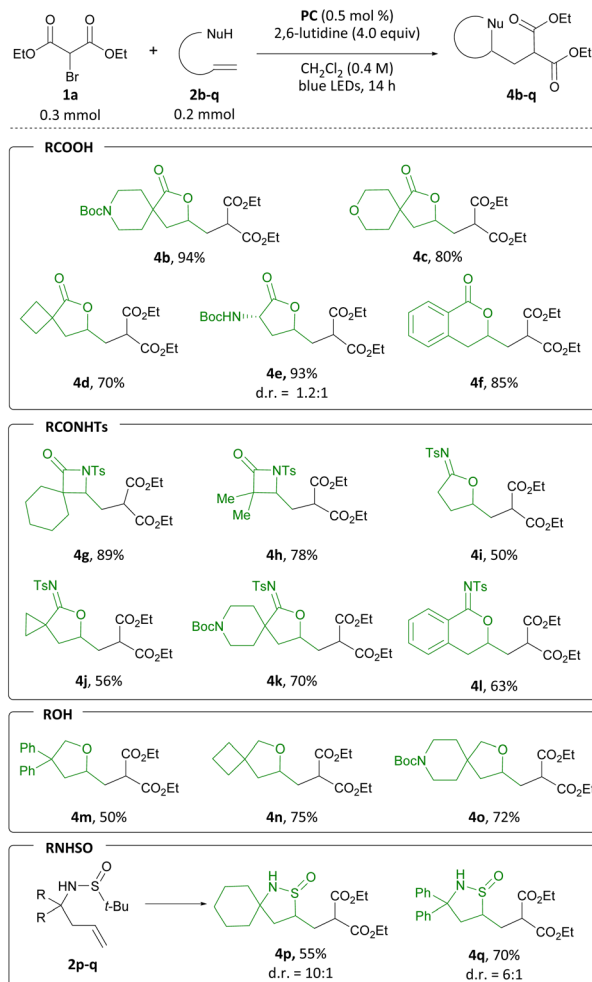 EtO
O
O
OEt
Br
1a
0.3 mmol
+
NuH
2b-q
0.2 mmol
PC (0.5 mol %)
2,6-lutidine (4.0 equiv)
CH2Cl2 (0.4 M)
blue LEDs, 14 h
Nu
O
OEt
OEt
O
4b-q
RCOOH
BocN
O
O
CO2Et
CO2Et
4b, 94%
O
O
O
CO2Et
CO2Et
4c, 80%
O
O
CO2Et
CO2Et
4d, 70%
BocHN
O
O
CO2Et
CO2Et
4e, 93%
d.r. = 1.2:1
O
O
CO2Et
CO2Et
4f, 85%
RCONHTs
O
NTs
CO2Et
CO2Et
4g, 89%
O
NTs
Me
Me
CO2Et
CO2Et
4h, 78%
TsN
O
CO2Et
CO2Et
4i, 50%
TsN
O
CO2Et
CO2Et
4j, 56%
NTs
BocN
O
CO2Et
CO2Et
4k, 70%
NTs
O
CO2Et
CO2Et
4l, 63%
ROH
Ph
Ph
O
CO2Et
CO2Et
4m, 50%
O
CO2Et
CO2Et
4n, 75%
BocN
O
CO2Et
CO2Et
4o, 72%
RNHSO
R
R
HN
S
O
t-Bu
2p-q
H
N
S
O
CO2Et
CO2Et
4p, 55%
d.r. = 10:1
Ph
Ph
H
N
S
O
CO2Et
CO2Et
4q, 70%
d.r. = 6:1